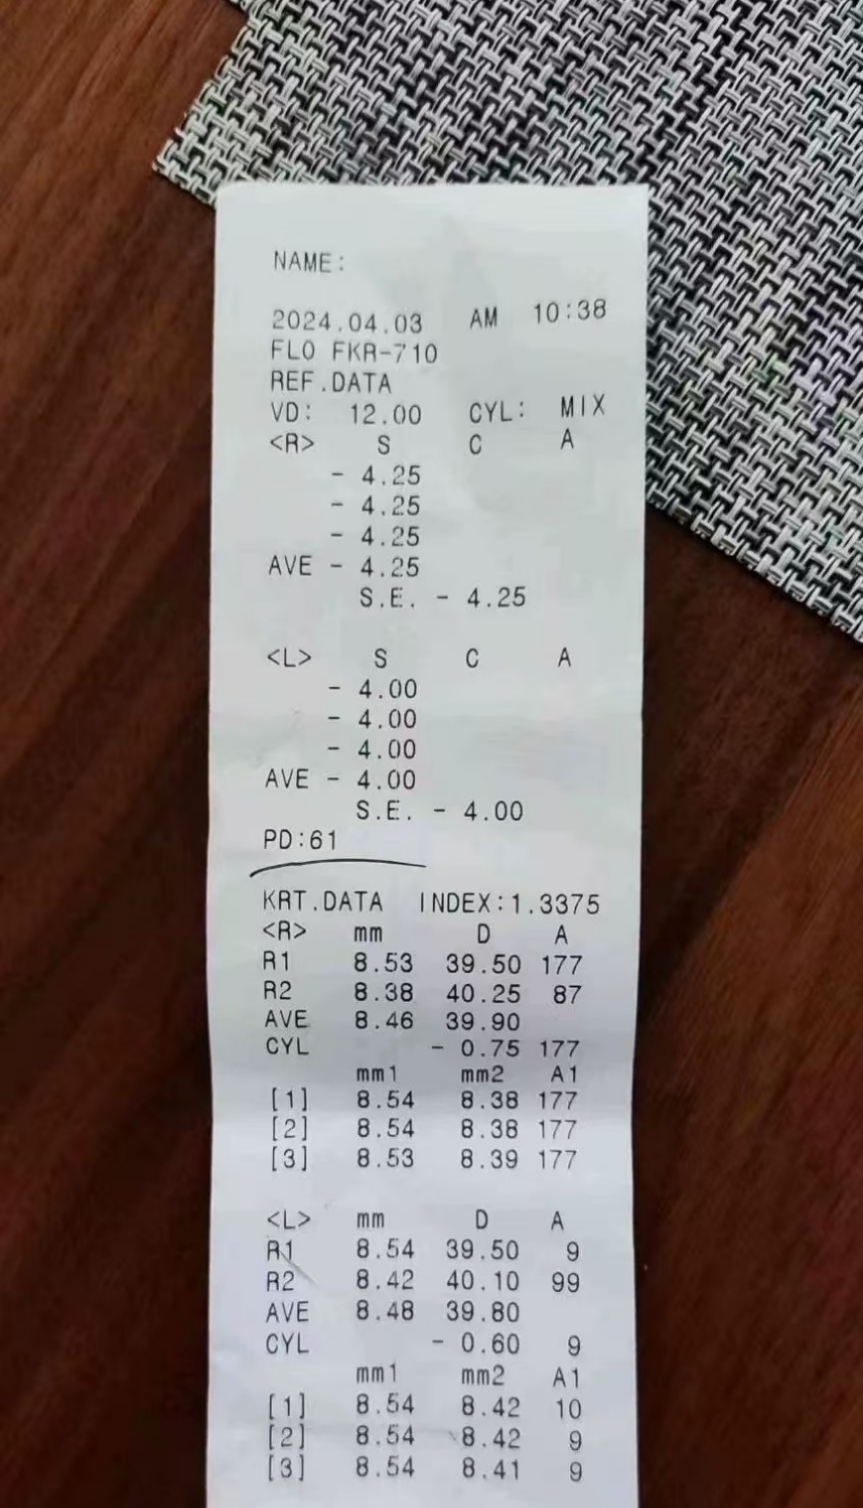 NAME:
2024.04.03 AM 10:38
FLO FKR-710
REF.DATA
VD: 12.00 CYL: MIX
<R> S C A
- 4.25
- 4.25
- 4.25
AVE - 4.25
S.E. - 4.25
<L> S C A
- 4.00
- 4.00
- 4.00
AVE - 4.00
S.E. - 4.00
PD:61
KRT.DATA INDEX:1.3375
<R> mm D A
R1 8.53 39.50 177
R2 8.38 40.25 87
AVE 8.46 39.90
CYL - 0.75 177
mm1 mm2 A1
[1] 8.54 8.38 177
[2] 8.54 8.38 177
[3] 8.53 8.39 177
<L> mm D A
R1 8.54 39.50 9
R2 8.42 40.10 99
AVE 8.48 39.80
CYL - 0.60 9
mm1 mm2 A1
[1] 8.54 8.42 10
[2] 8.54 8.42 9
[3] 8.54 8.41 9